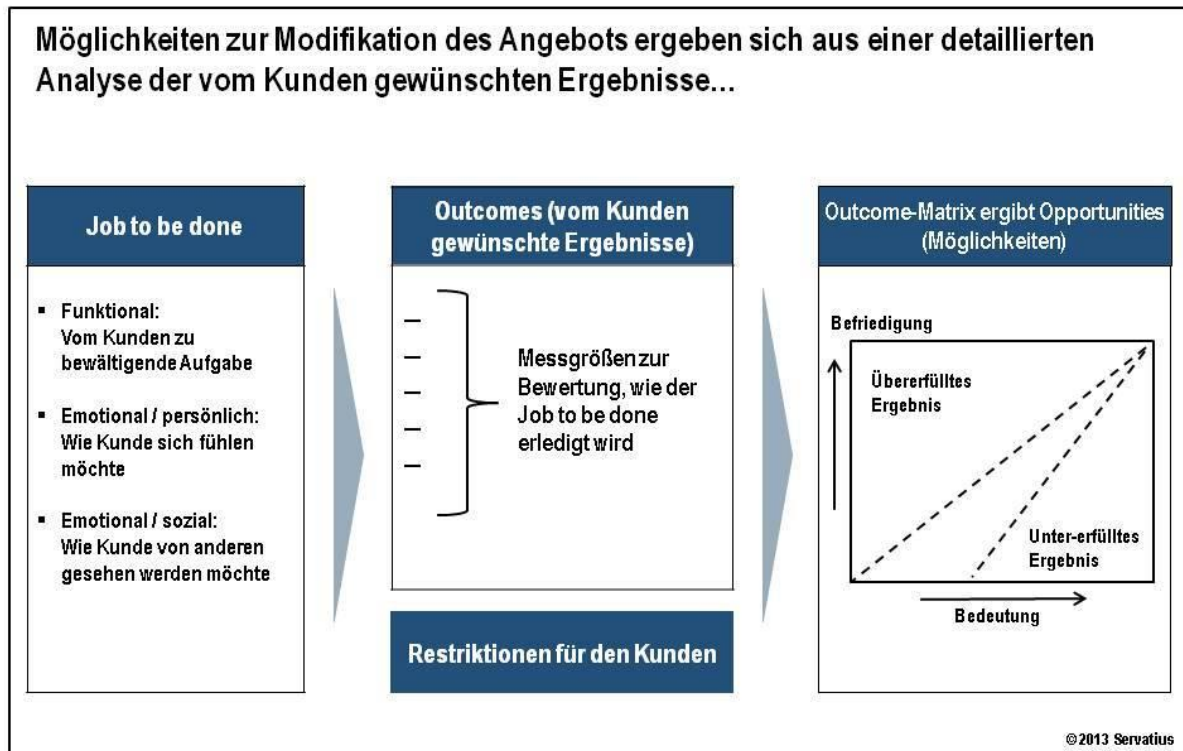 Möglichkeiten zur Modifikation des Angebots ergeben sich aus einer detaillierten
Analyse der vom Kunden gewünschten Ergebnisse...
Job to be done
▪ Funktional:
Vom Kunden zu
bewältigende Aufgabe
▪ Emotional / persönlich:
Wie Kunde sich fühlen
möchte
▪ Emotional / sozial:
Wie Kunde von anderen
gesehen werden möchte
Outcomes (vom Kunden
gewünschte Ergebnisse)
Messgrößen zur
Bewertung, wie der
Job to be done
erledigt wird
Restriktionen für den Kunden
Outcome-Matrix ergibt Opportunities
(Möglichkeiten)
Befriedigung
Übererfülltes
Ergebnis
Unter-erfülltes
Ergebnis
Bedeutung
©2013 Servatius